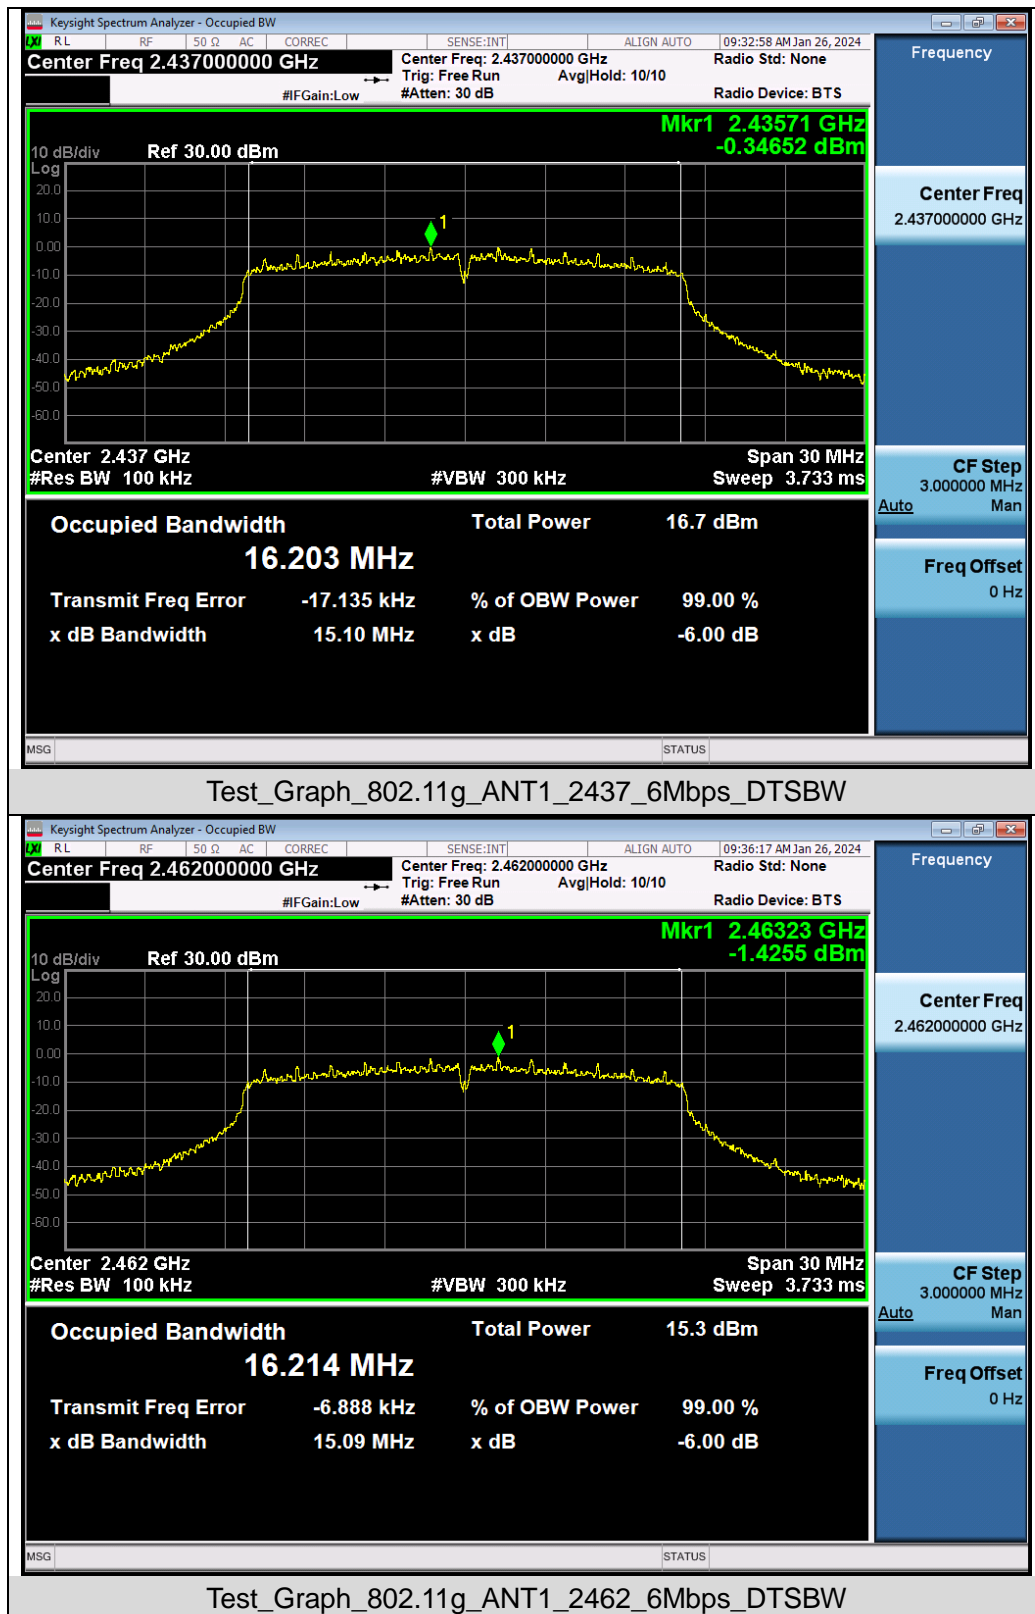 Keysight Spectrum Analyzer - Occupied BW
LXI RL RF 50 Ω AC CORREC SENSE:INT ALIGN AUTO 09:32:58 AM Jan 26, 2024
Center Freq 2.437000000 GHz
Center Freq: 2.437000000 GHz
Radio Std: None
Trig: Free Run Avg|Hold: 10/10
#IFGain:Low
#Atten: 30 dB
Radio Device: BTS
Frequency
Mkr1 2.43571 GHz
-0.34652 dBm
10 dB/div Ref 30.00 dBm
Log
20.0
10.0
0.00
-10.0
-20.0
-30.0
-40.0
-50.0
-60.0
1
Center 2.437 GHz
Span 30 MHz
#Res BW 100 kHz #VBW 300 kHz Sweep 3.733 ms
Center Freq
2.437000000 GHz
CF Step
3.000000 MHz
Auto Man
Freq Offset
0 Hz
Occupied Bandwidth Total Power 16.7 dBm
16.203 MHz
Transmit Freq Error -17.135 kHz % of OBW Power 99.00 %
x dB Bandwidth 15.10 MHz x dB -6.00 dB
MSG STATUS
Test_Graph_802.11g_ANT1_2437_6Mbps_DTSBW
Keysight Spectrum Analyzer - Occupied BW
LXI RL RF 50 Ω AC CORREC SENSE:INT ALIGN AUTO 09:36:17 AM Jan 26, 2024
Center Freq 2.462000000 GHz
Center Freq: 2.462000000 GHz
Radio Std: None
Trig: Free Run Avg|Hold: 10/10
#IFGain:Low
#Atten: 30 dB
Radio Device: BTS
Frequency
Mkr1 2.46323 GHz
-1.4255 dBm
10 dB/div Ref 30.00 dBm
Log
20.0
10.0
0.00
-10.0
-20.0
-30.0
-40.0
-50.0
-60.0
1
Center 2.462 GHz
Span 30 MHz
#Res BW 100 kHz #VBW 300 kHz Sweep 3.733 ms
Center Freq
2.462000000 GHz
CF Step
3.000000 MHz
Auto Man
Freq Offset
0 Hz
Occupied Bandwidth Total Power 15.3 dBm
16.214 MHz
Transmit Freq Error -6.888 kHz % of OBW Power 99.00 %
x dB Bandwidth 15.09 MHz x dB -6.00 dB
MSG STATUS
Test_Graph_802.11g_ANT1_2462_6Mbps_DTSBW